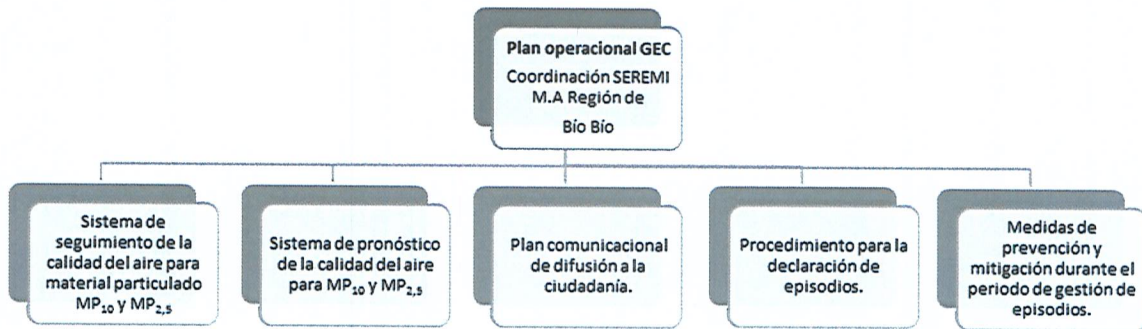 Plan operacional GEC
Coordinación SEREMI
M.A Región de
Bío Bío
Sistema de
seguimiento de la
calidad del aire para
material particulado
MP₁₀ y MP₂,₅
Sistema de pronóstico
de la calidad del aire
para MP₁₀ y MP₂,₅
Plan comunicacional
de difusión a la
ciudadanía.
Procedimiento para la
declaración de
episodios.
Medidas de
prevención y
mitigación durante el
periodo de gestión de
episodios.